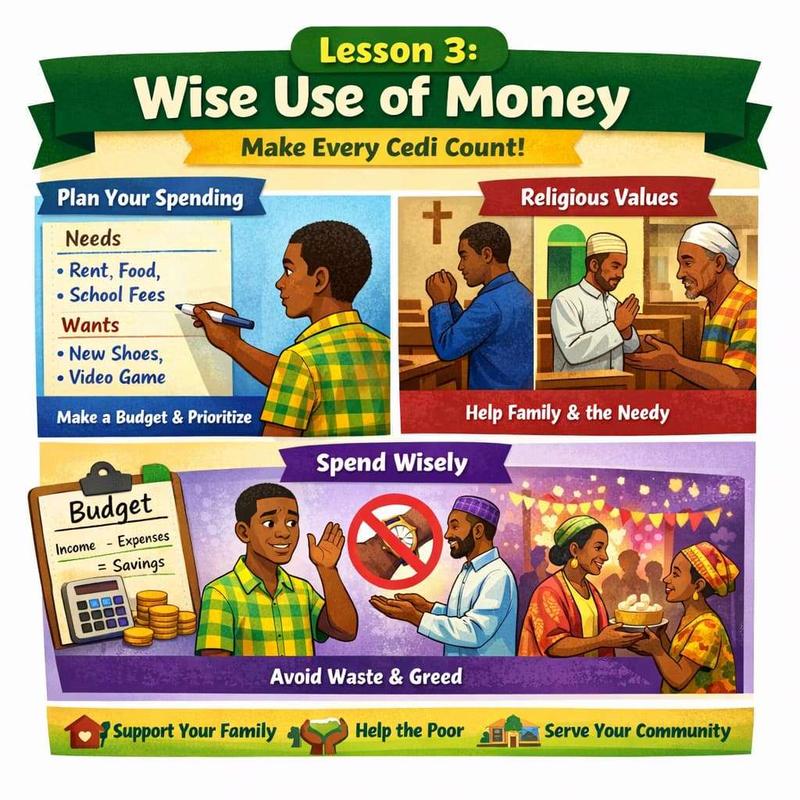 Lesson 3:
Wise Use of Money
Make Every Cedi Count!
Plan Your Spending
Needs
• Rent, Food,
• School Fees
Wants
• New Shoes,
• Video Game
Make a Budget & Prioritize
Religious Values
Help Family & the Needy
Spend Wisely
Budget
Income - Expenses
= Savings
Avoid Waste & Greed
Support Your Family
Help the Poor
Serve Your Community